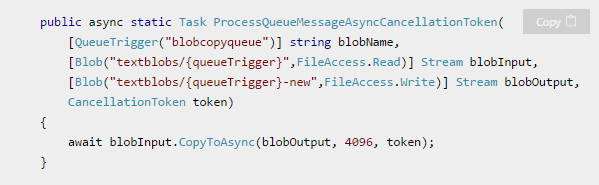 public async static Task ProcessQueueMessageAsyncCancellationToken(
Copy
[QueueTrigger("blobcopyqueue")] string blobName,
[Blob("textblobs/{queueTrigger}",FileAccess.Read)] Stream blobInput,
[Blob("textblobs/{queueTrigger}-new",FileAccess.Write)] Stream blobOutput,
CancellationToken token)
{
await blobInput.CopyToAsync(blobOutput, 4096, token);
}